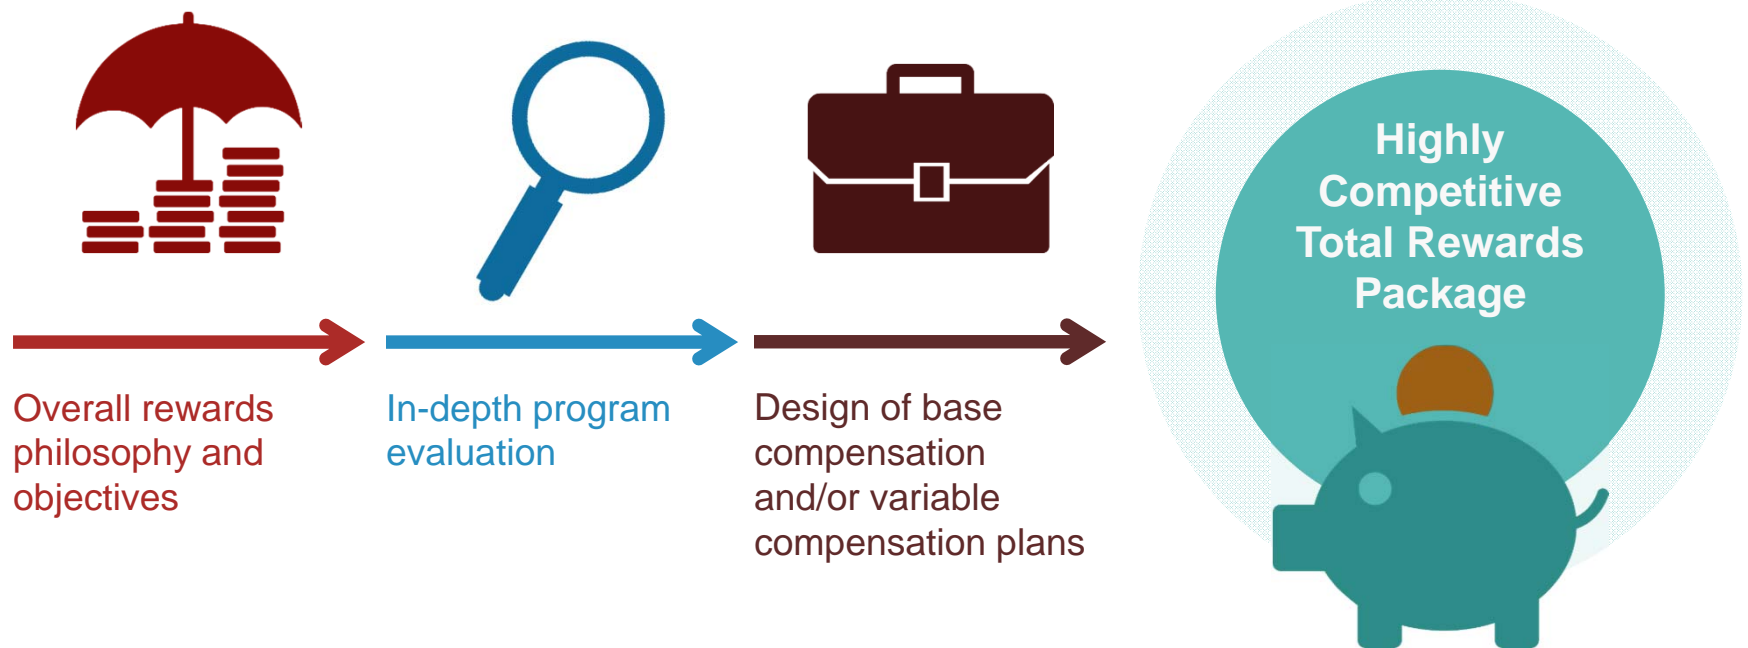 Overall rewards
philosophy and
objectives
In-depth program
evaluation
Design of base
compensation
and/or variable
compensation plans
Highly
Competitive
Total Rewards
Package